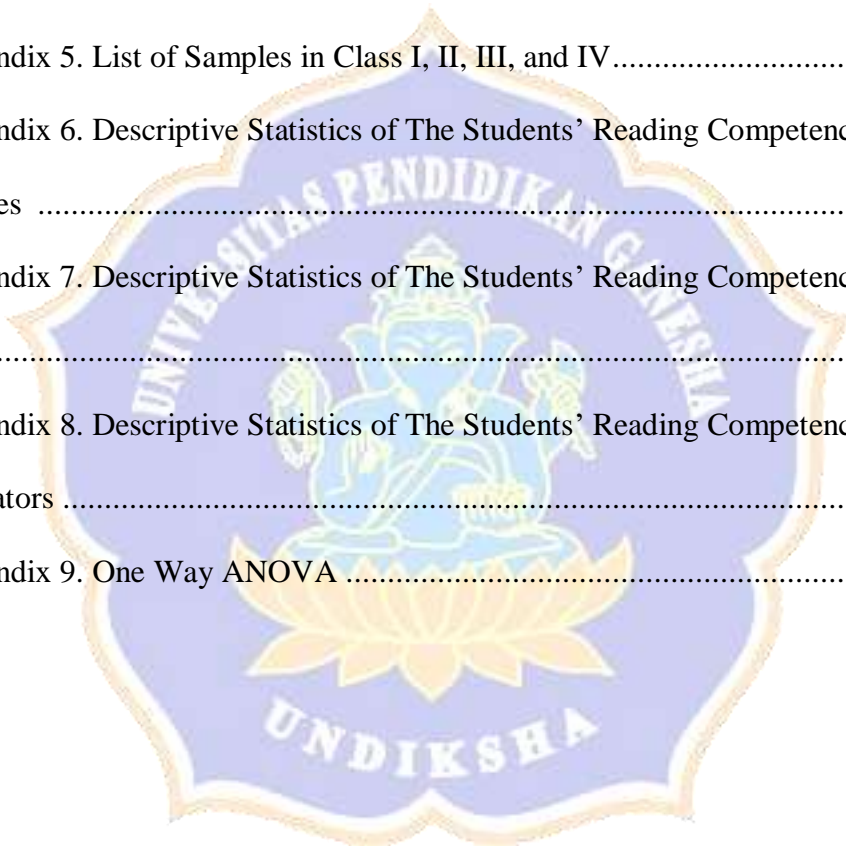 ndix 5. List of Samples in Class I, II, III, and IV..........................
ndix 6. Descriptive Statistics of The Students’ Reading Competenc
es ..................................................................................
ndix 7. Descriptive Statistics of The Students’ Reading Competenc
......................................................................................
ndix 8. Descriptive Statistics of The Students’ Reading Competenc
ators ...............................................................................
ndix 9. One Way ANOVA ...................................................
UNIVERSITAS PENDIDIKAN GANESHA
UNDIKSHA